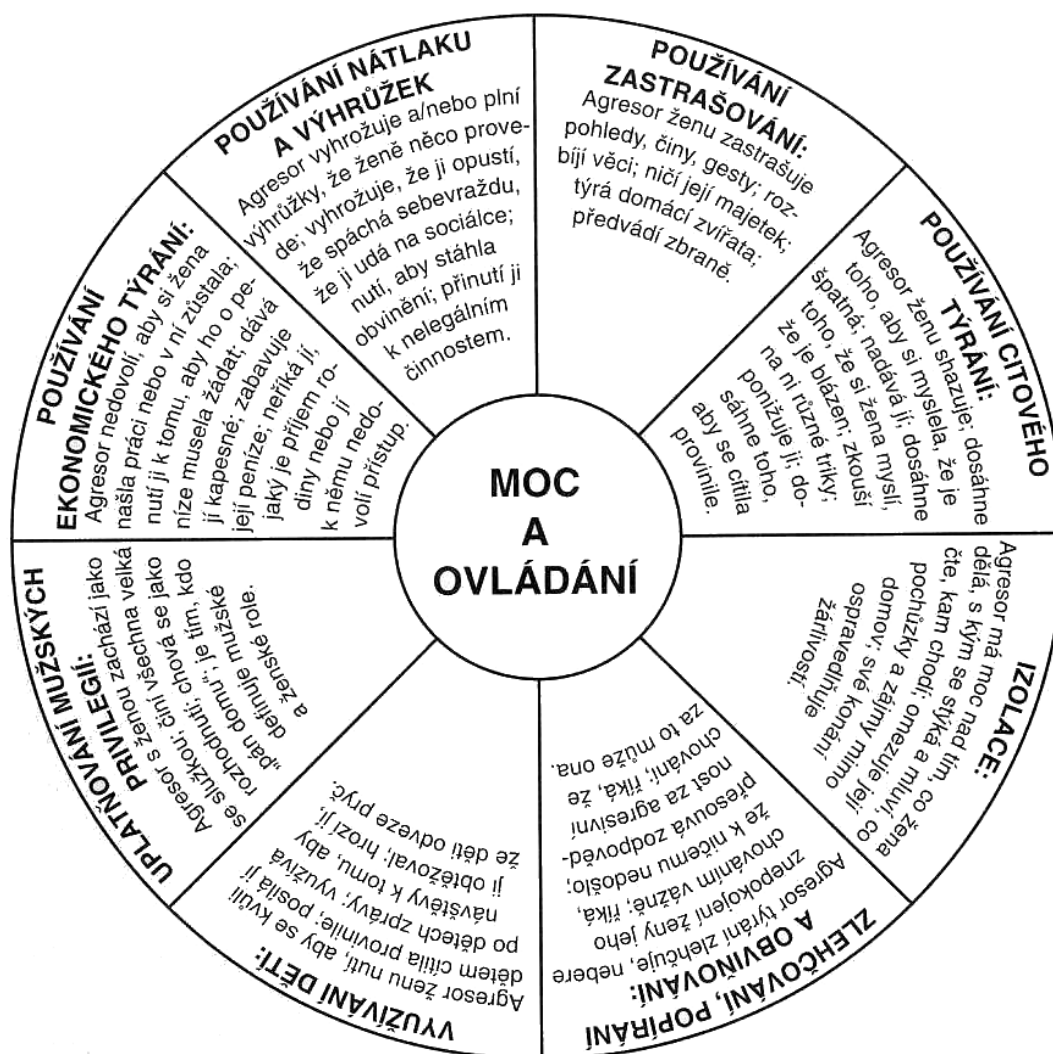 MOC
A
OVLÁDÁNÍ
POUŽÍVÁNÍ NÁTLAKU
A VÝHRŮŽEK
Agresor vyhrožuje a/nebo plní
výhrůžky, že ženě něco prove-
de; vyhrožuje, že ji opustí,
že spáchá sebevraždu,
že ji udá na sociálce;
nutí, aby stáhla
obvinění; přinutí ji
k nelegálním
činnostem.
POUŽÍVÁNÍ
ZASTRAŠOVÁNÍ:
Agresor ženu zastrašuje
pohledy, činy, gesty; roz-
bíjí věci; ničí její majetek;
týrá domácí zvířata;
předvádí zbraně.
POUŽÍVÁNÍ CITOVÉHO
TÝRÁNÍ:
Agresor ženu shazuje; dosáhne
toho, aby si myslela, že je
špatná; nadává jí; dosáhne
toho, že si žena myslí,
že je blázen; zkouší
na ni různé triky;
ponižuje ji; do-
sáhne toho,
aby se cítila
provinile.
IZOLACE:
Agresor má moc nad tím, co žena
dělá, s kým se stýká a mluví, co
čte, kam chodí; omezuje její
pochůzky a zájmy mimo
domov; své konání
ospravedlňuje
žárlivostí.
ZLEHČOVÁNÍ, POPÍRÁNÍ
A OBVIŇOVÁNÍ:
Agresor týrání zlehčuje, nebere
znepokojení ženy jeho
chováním vážně; říká,
že k ničemu nedošlo;
přesouvá zodpověd-
nost za agresivní
chování; říká, že
za to může ona.
VYUŽÍVÁNÍ DĚTÍ:
Agresor ženu nutí, aby se kvůli
dětem cítila provinile; posílá jí
po dětech zprávy; využívá
návštěvy k tomu, aby
ji obtěžoval; hrozí jí,
že děti odveze pryč.
UPLATŇOVÁNÍ MUŽSKÝCH
PRIVILEGIÍ:
Agresor s ženou zachází jako
se služkou; činí všechna velká
rozhodnutí; chová se jako
„pán domu“, je tím, kdo
definuje mužské
a ženské role.
POUŽÍVÁNÍ
EKONOMICKÉHO TÝRÁNÍ:
Agresor nedovolí, aby si žena
našla práci nebo v ní zůstala;
nutí ji k tomu, aby ho o pe-
níze musela žádat; dává
jí kapesné; zabavuje
její peníze; neříká jí,
jaký je příjem ro-
diny nebo jí
k němu nedo-
volí přístup.